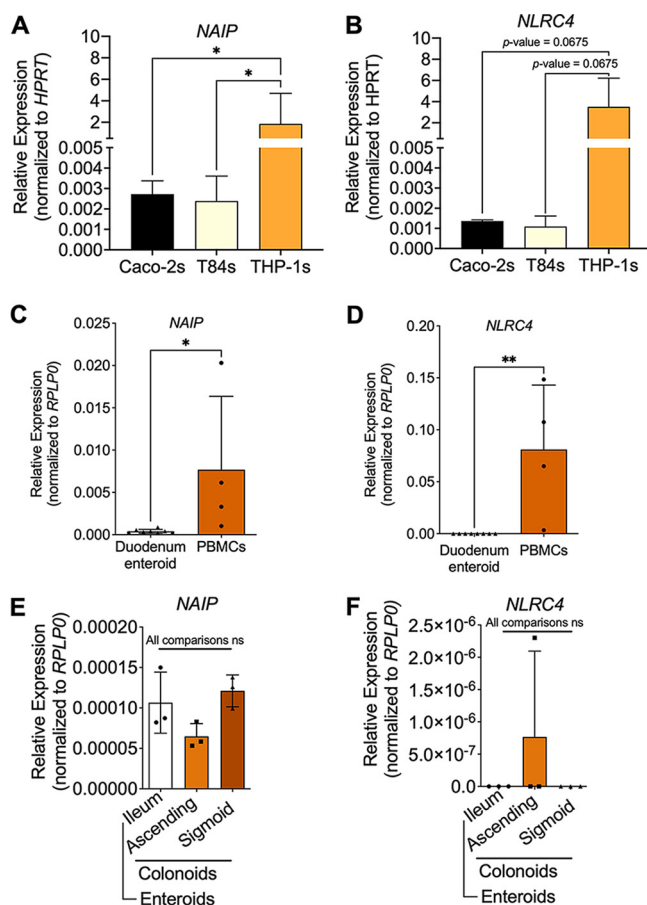 A
NAIP
Relative Expression
(normalized to HPRT)
8
6
4
2
0.005
0.004
0.003
0.002
0.001
0.000
*
*
Caco-2s T84s THP-1s
B
NLRC4
Relative Expression
(normalized to HPRT)
10
8
6
4
2
0.005
0.004
0.003
0.002
0.001
0.000
p-value = 0.0675
p-value = 0.0675
Caco-2s T84s THP-1s
C
NAIP
Relative Expression
(normalized to RPLP0)
0.025
0.020
0.015
0.010
0.005
0.000
*
Duodenum
enteroid
PBMCs
D
NLRC4
Relative Expression
(normalized to RPLP0)
0.20
0.15
0.10
0.05
0.00
**
Duodenum
enteroid
PBMCs
E
NAIP
Relative Expression
(normalized to RPLP0)
0.00020
0.00015
0.00010
0.00005
0.00000
All comparisons ns
Ileum
Ascending
Sigmoid
Colonoids
Enteroids
F
NLRC4
Relative Expression
(normalized to RPLP0)
2.5×10⁻⁶
2.0×10⁻⁶
1.5×10⁻⁶
1.0×10⁻⁶
5.0×10⁻⁷
0.0
All comparisons ns
Ileum
Ascending
Sigmoid
Colonoids
Enteroids